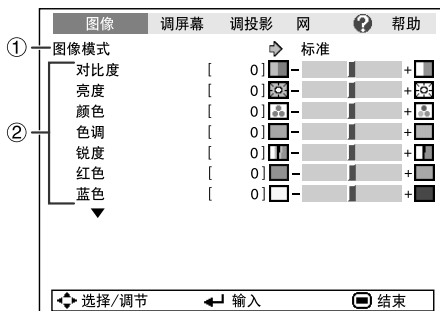 图像 调屏幕 调投影 网 ? 帮助
① 图像模式 标准
② 对比度 [ 0] - +
亮度 [ 0] - +
颜色 [ 0] - +
色调 [ 0] - +
锐度 [ 0] - +
红色 [ 0] - +
蓝色 [ 0] - +
选择/调节 输入 结束